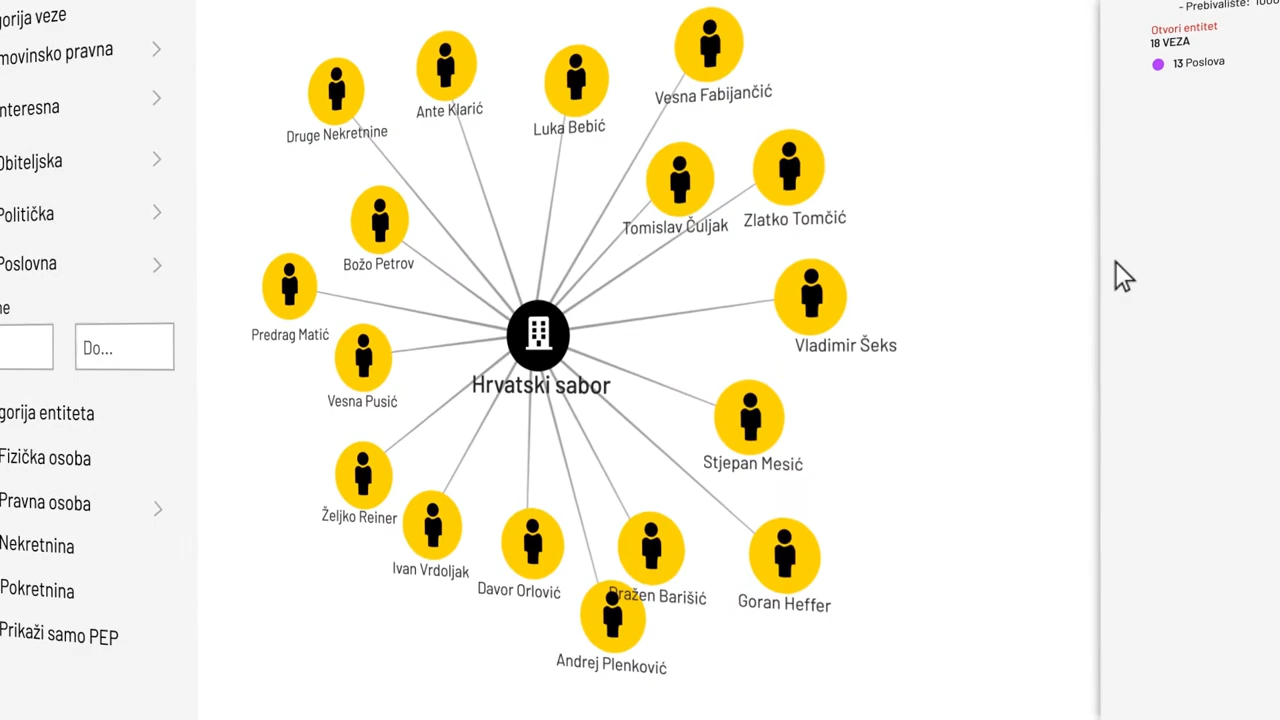 gorija veze
movinsko pravna
nteresna
Obiteljska
Politička
Poslovna
ne
Do...
gorija entiteta
Fizička osoba
Pravna osoba
Nekretnina
Pokretnina
Prikaži samo PEP
Vesna Fabijančić
Ante Klarić
Luka Bebić
Druge Nekretnine
Tomislav Čuljak
Zlatko Tomčić
Božo Petrov
Predrag Matić
Vladimir Šeks
Hrvatski sabor
Vesna Pusić
Stjepan Mesić
Željko Reiner
Ivan Vrdoljak
Davor Orlović
Dražen Barišić
Goran Heffer
Andrej Plenković
- Prebivalište:
Otvori entitet
18 VEZA
13 Poslova